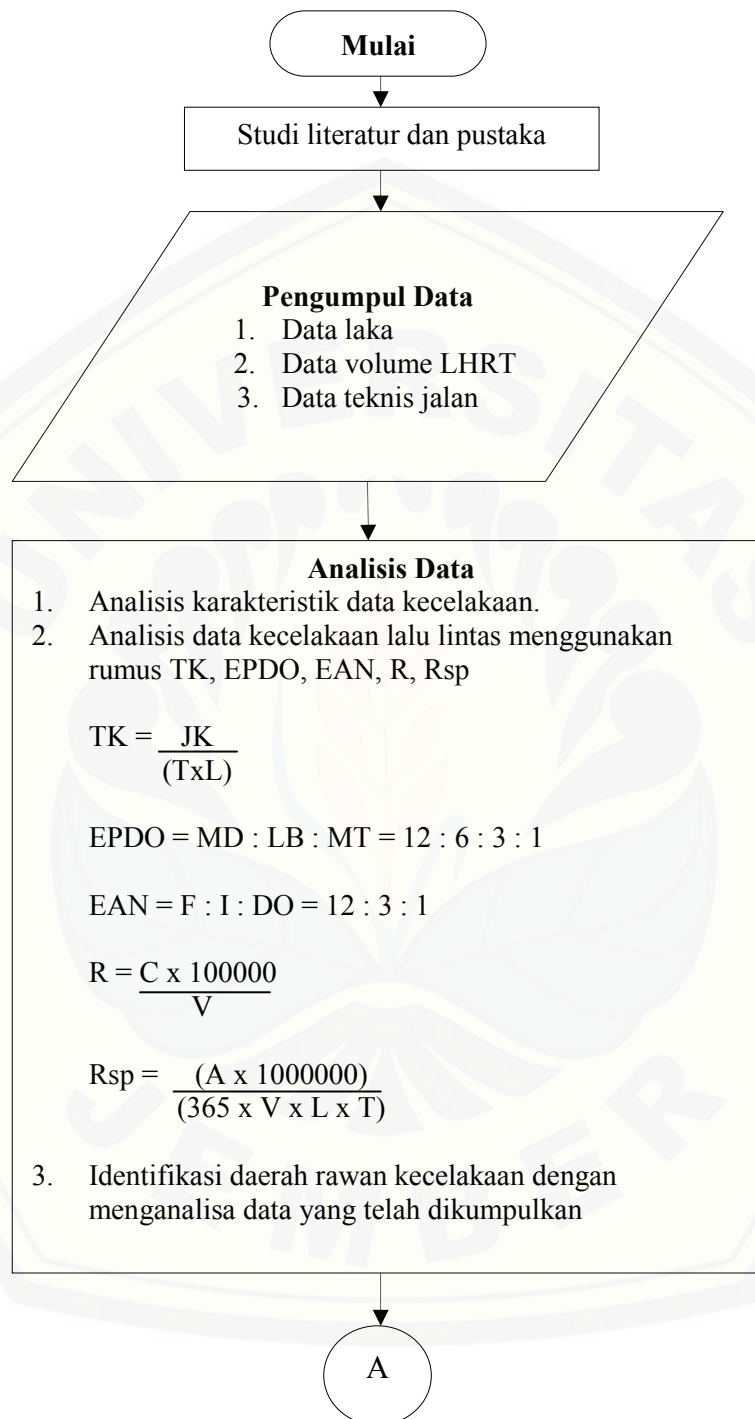 Mulai
Studi literatur dan pustaka
Pengumpul Data
1. Data laka
2. Data volume LHRT
3. Data teknis jalan
Analisis Data
1. Analisis karakteristik data kecelakaan.
2. Analisis data kecelakaan lalu lintas menggunakan
rumus TK, EPDO, EAN, R, Rsp
TK = JK
(TxL)
EPDO = MD : LB : MT = 12 : 6 : 3 : 1
EAN = F : I : DO = 12 : 3 : 1
R = C x 100000
V
Rsp = (A x 1000000)
(365 x V x L x T)
3. Identifikasi daerah rawan kecelakaan dengan
menganalisa data yang telah dikumpulkan
A
UNIVERSITAS
JEMBER